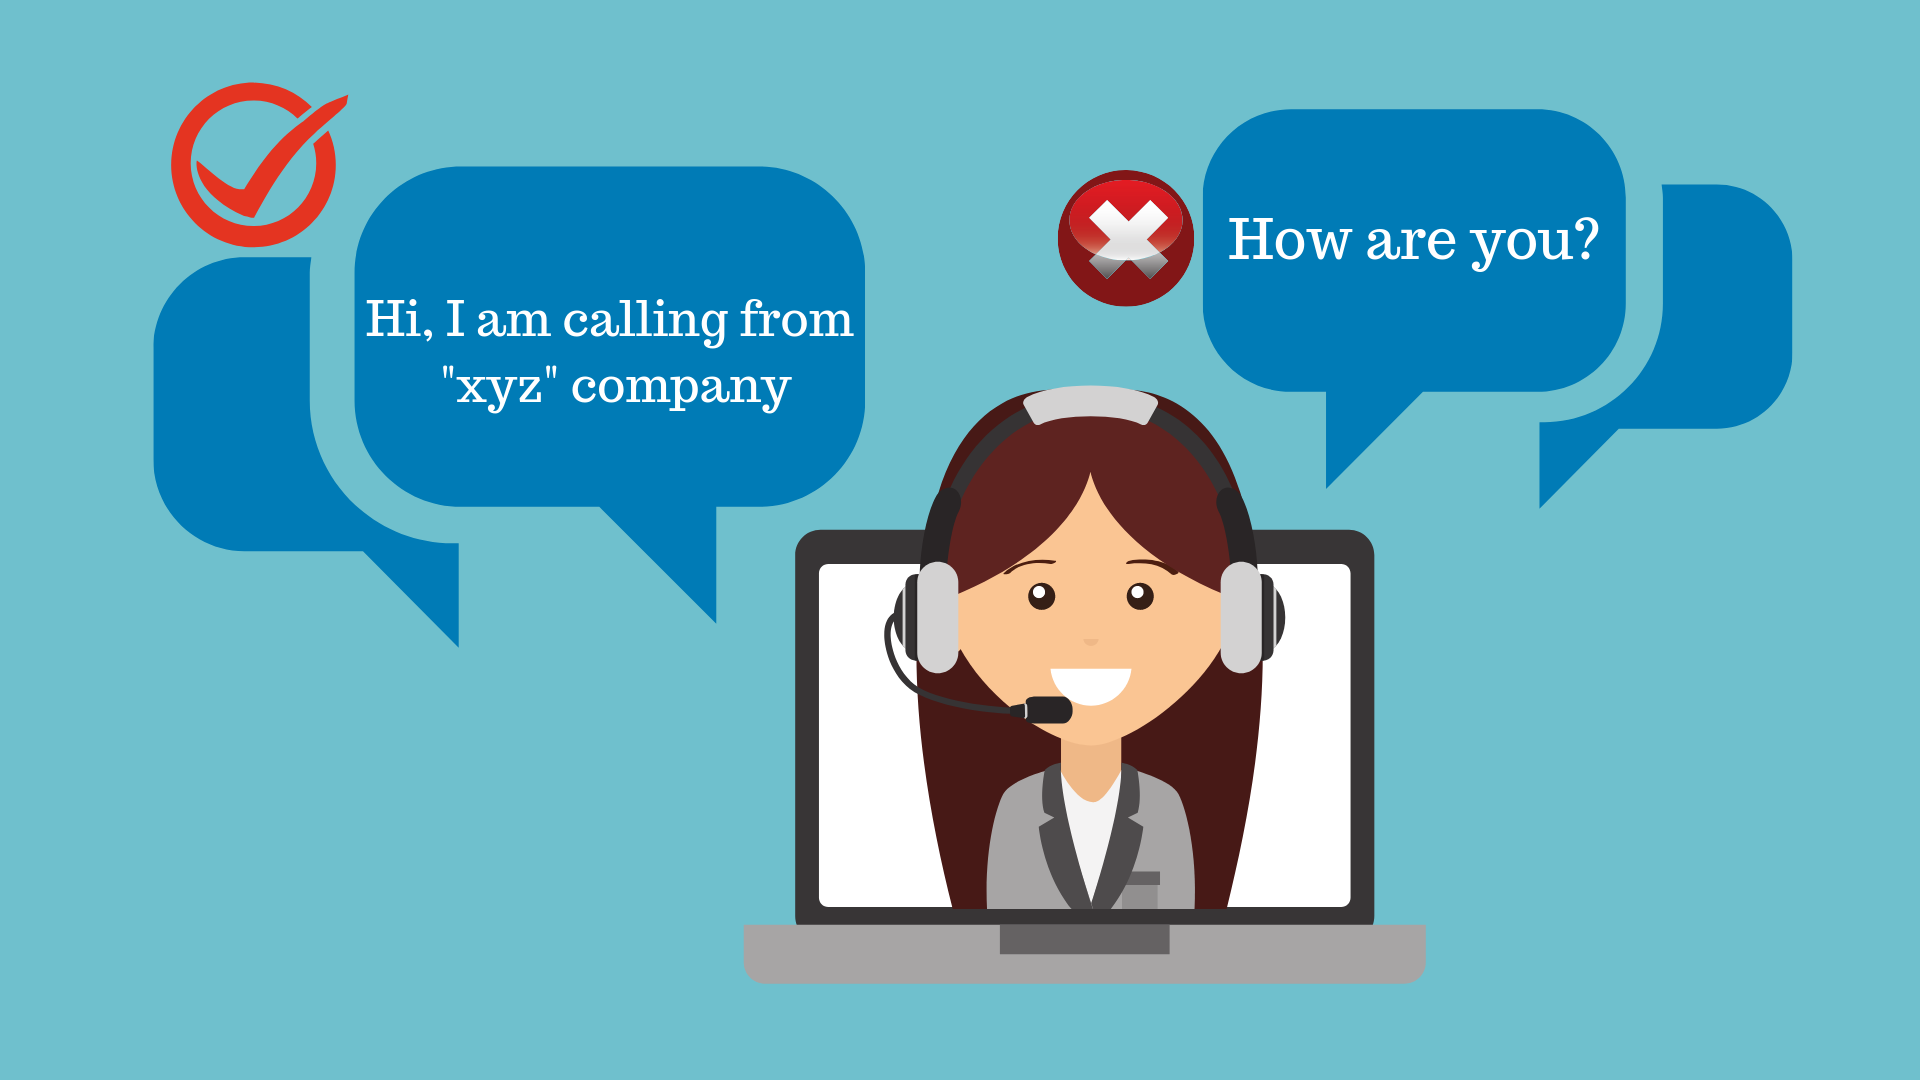 Hi, I am calling from
"xyz" company
How are you?